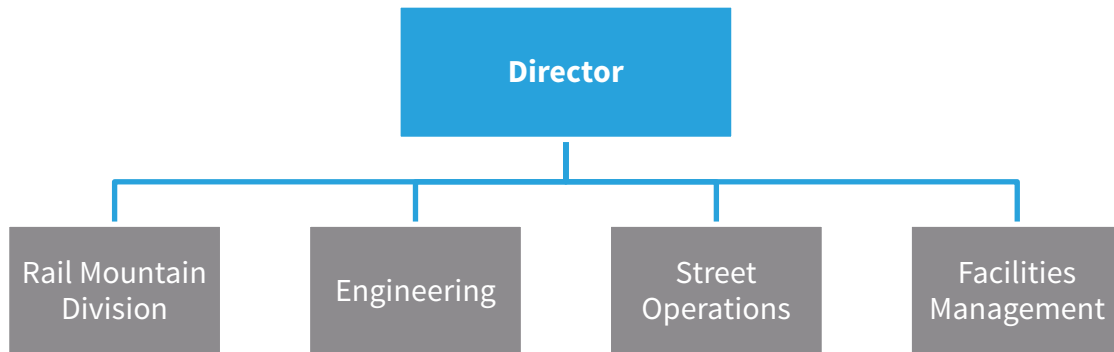 Director
Rail Mountain
Division
Engineering
Street
Operations
Facilities
Management